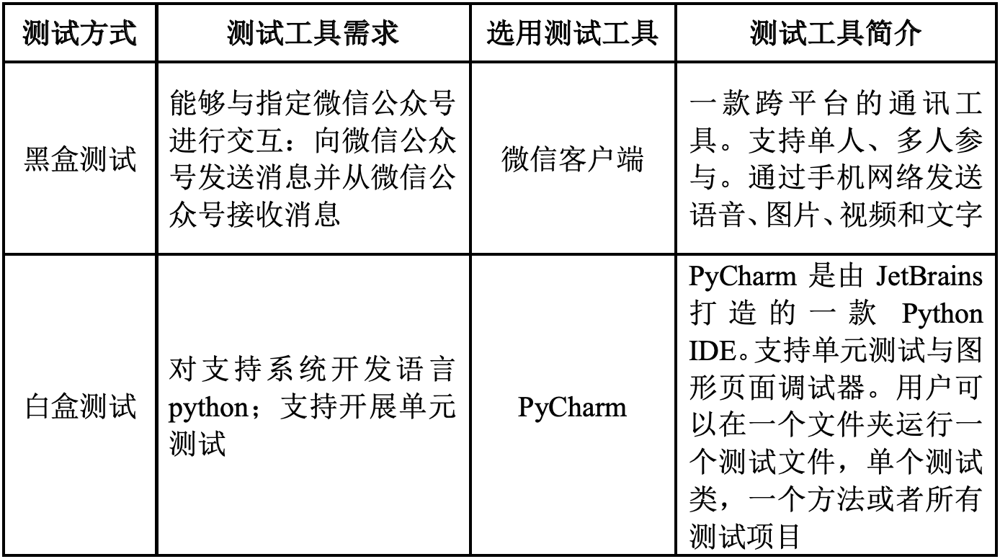 测试方式
测试工具需求
选用测试工具
测试工具简介
黑盒测试
能够与指定微信公众号
进行交互：向微信公众
号发送消息并从微信公
众号接收消息
微信客户端
一款跨平台的通讯工
具。支持单人、多人参
与。通过手机网络发送
语音、图片、视频和文字
白盒测试
对支持系统开发语言
python；支持开展单元
测试
PyCharm
PyCharm 是由 JetBrains
打造的一款 Python
IDE。支持单元测试与图
形页面调试器。用户可
以在一个文件夹运行一
个测试文件，单个测试
类，一个方法或者所有
测试项目